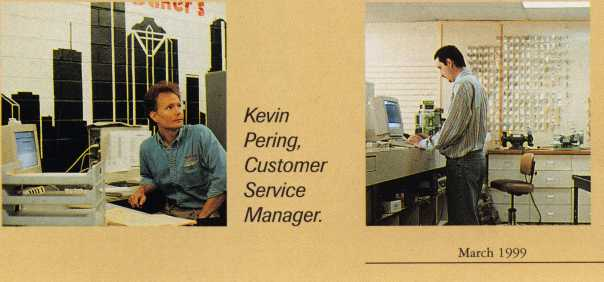 Kevin
Pering,
Customer
Service
Manager.
March 1999